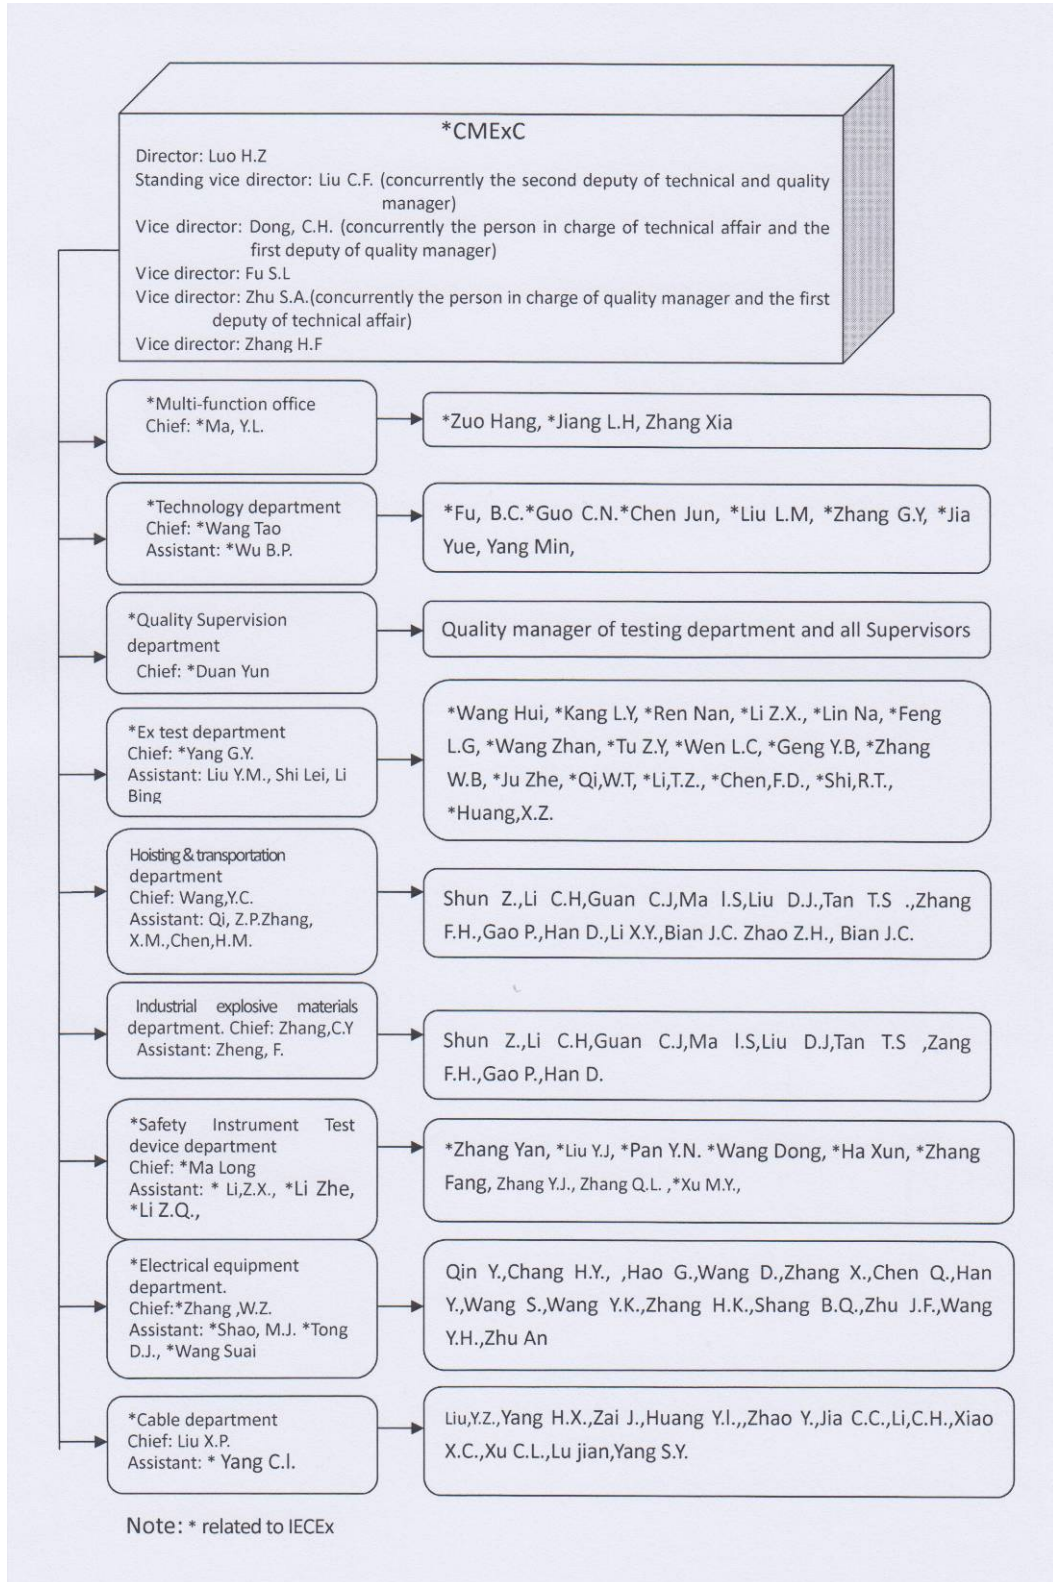 *CMExC
Director: Luo H.Z
Standing vice director: Liu C.F. (concurrently the second deputy of technical and quality
manager)
Vice director: Dong, C.H. (concurrently the person in charge of technical affair and the
first deputy of quality manager)
Vice director: Fu S.L
Vice director: Zhu S.A.(concurrently the person in charge of quality manager and the first
deputy of technical affair)
Vice director: Zhang H.F
*Multi-function office
Chief: *Ma, Y.L.
*Zuo Hang, *Jiang L.H, Zhang Xia
*Technology department
Chief: *Wang Tao
Assistant: *Wu B.P.
*Fu, B.C.*Guo C.N.*Chen Jun, *Liu L.M, *Zhang G.Y, *Jia
Yue, Yang Min,
*Quality Supervision
department
Chief: *Duan Yun
Quality manager of testing department and all Supervisors
*Ex test department
Chief: *Yang G.Y.
Assistant: Liu Y.M., Shi Lei, Li
Bing
*Wang Hui, *Kang L.Y, *Ren Nan, *Li Z.X., *Lin Na, *Feng
L.G, *Wang Zhan, *Tu Z.Y, *Wen L.C, *Geng Y.B, *Zhang
W.B, *Ju Zhe, *Qi,W.T, *Li,T.Z., *Chen,F.D., *Shi,R.T.,
*Huang,X.Z.
Hoisting & transportation
department
Chief: Wang,Y.C.
Assistant: Qi, Z.P.Zhang,
X.M.,Chen,H.M.
Shun Z.,Li C.H,Guan C.J,Ma l.S,Liu D.J.,Tan T.S .,Zhang
F.H.,Gao P.,Han D.,Li X.Y.,Bian J.C. Zhao Z.H., Bian J.C.
Industrial explosive materials
department. Chief: Zhang,C.Y
Assistant: Zheng, F.
Shun Z.,Li C.H,Guan C.J,Ma l.S,Liu D.J,Tan T.S ,Zang
F.H.,Gao P.,Han D.
*Safety Instrument Test
device department
Chief: *Ma Long
Assistant: * Li,Z.X., *Li Zhe,
*Li Z.Q.,
*Zhang Yan, *Liu Y.J, *Pan Y.N. *Wang Dong, *Ha Xun, *Zhang
Fang, Zhang Y.J., Zhang Q.L. ,*Xu M.Y.,
*Electrical equipment
department.
Chief:*Zhang ,W.Z.
Assistant: *Shao, M.J. *Tong
D.J., *Wang Suai
Qin Y.,Chang H.Y., ,Hao G.,Wang D.,Zhang X.,Chen Q.,Han
Y.,Wang S.,Wang Y.K.,Zhang H.K.,Shang B.Q.,Zhu J.F.,Wang
Y.H.,Zhu An
*Cable department
Chief: Liu X.P.
Assistant: * Yang C.l.
Liu,Y.Z.,Yang H.X.,Zai J.,Huang Y.l.,,Zhao Y.,Jia C.C.,Li,C.H.,Xiao
X.C.,Xu C.L.,Lu jian,Yang S.Y.
Note: * related to IECEx